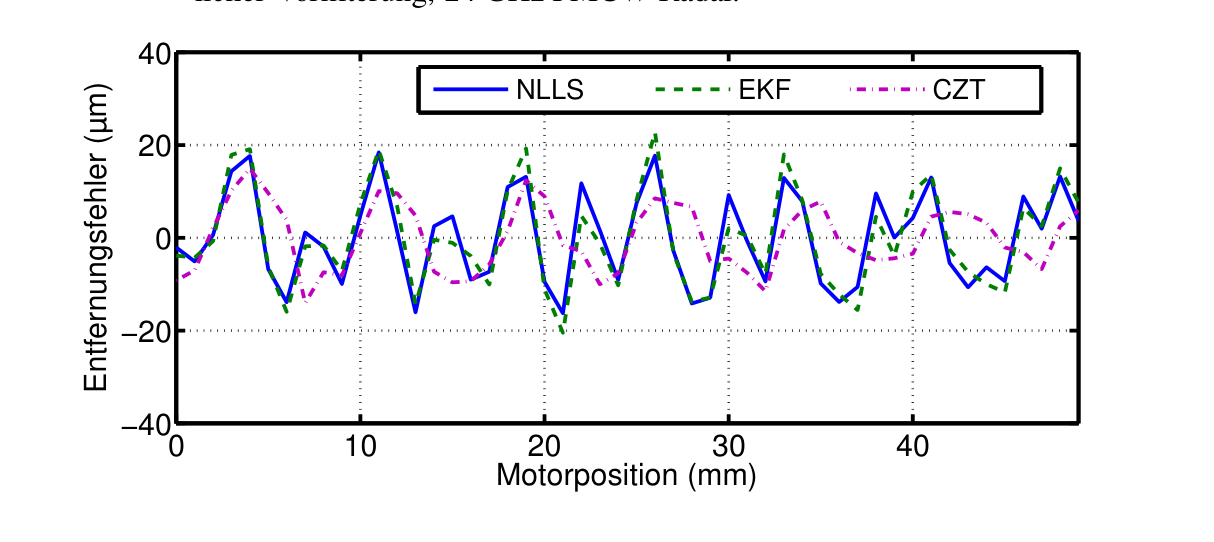 40
NLLS EKF CZT
20
0
−20
−40
Entfernungsfehler (µm)
0 10 20 30 40
Motorposition (mm)